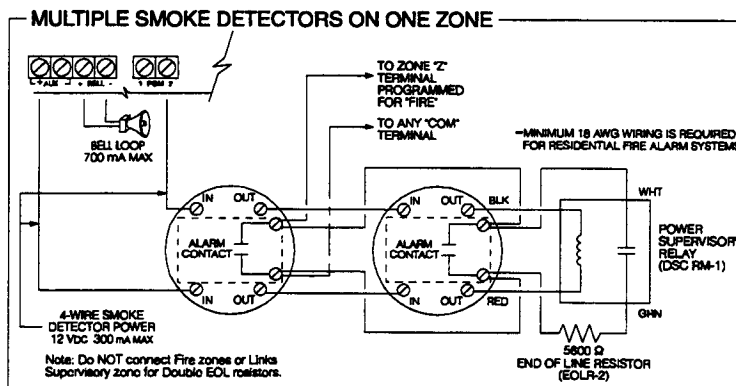 MULTIPLE SMOKE DETECTORS ON ONE ZONE
+ AUX - + BELL -
1 PGM 2
BELL LOOP
700 mA MAX
TO ZONE "Z"
TERMINAL
PROGRAMMED
FOR "FIRE"
TO ANY "COM"
TERMINAL
-MINIMUM 18 AWG WIRING IS REQUIRED
FOR RESIDENTIAL FIRE ALARM SYSTEMS
IN OUT
ALARM
CONTACT
IN OUT
IN OUT BLK
ALARM
CONTACT
IN OUT RED
WHT
POWER
SUPERVISORY
RELAY
(DSC RM-1)
GRN
4-WIRE SMOKE
DETECTOR POWER
12 VDC 300 mA MAX
5600 Ω
END OF LINE RESISTOR
(EOLR-2)
Note: Do NOT connect Fire zones or Links
Supervisory zone for Double EOL resistors.